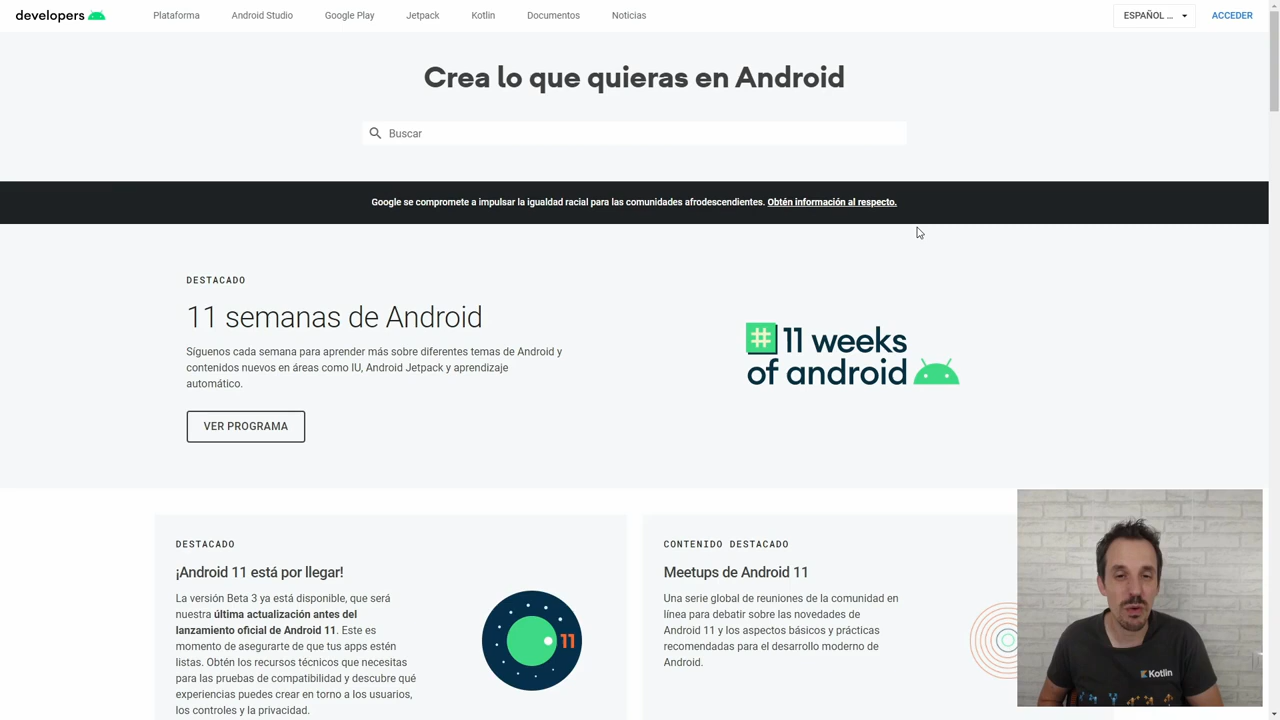 developers
Plataforma
Android Studio
Google Play
Jetpack
Kotlin
Documentos
Noticias
ESPAÑOL ...
ACCEDER
Crea lo que quieras en Android
Buscar
Google se compromete a impulsar la igualdad racial para las comunidades afrodescendientes. Obtén información al respecto.
DESTACADO
11 semanas de Android
Síguenos cada semana para aprender más sobre diferentes temas de Android y
contenidos nuevos en áreas como IU, Android Jetpack y aprendizaje
automático.
VER PROGRAMA
# 11 weeks
of android
DESTACADO
¡Android 11 está por llegar!
La versión Beta 3 ya está disponible, que será
nuestra última actualización antes del
lanzamiento oficial de Android 11. Este es
momento de asegurarte de que tus apps estén
listas. Obtén los recursos técnicos que necesitas
para las pruebas de compatibilidad y descubre qué
experiencias puedes crear en torno a los usuarios,
los controles y la privacidad.
11
CONTENIDO DESTACADO
Meetups de Android 11
Una serie global de reuniones de la comunidad en
línea para debatir sobre las novedades de
Android 11 y los aspectos básicos y prácticas
recomendadas para el desarrollo moderno de
Android.
Kotlin